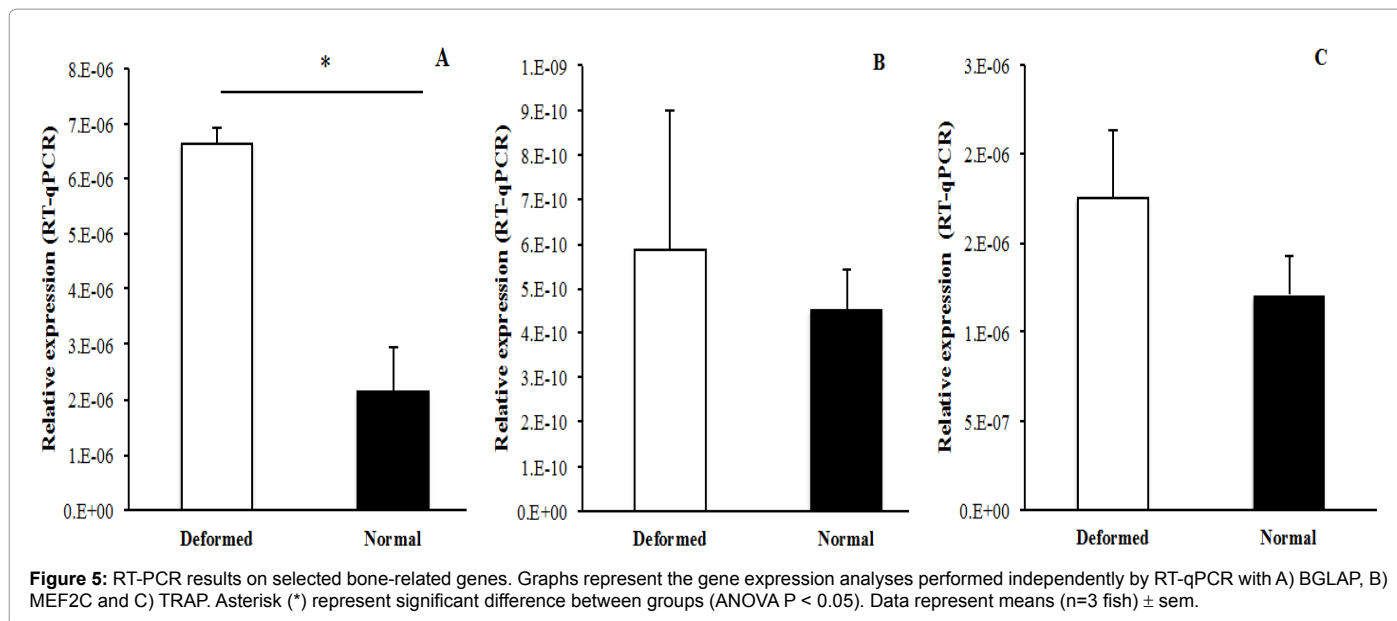 A
*
Relative expression (RT-qPCR)
8.E-06
7.E-06
6.E-06
5.E-06
4.E-06
3.E-06
2.E-06
1.E-06
0.E+00
Deformed Normal
B
Relative expression (RT-qPCR)
1.E-09
9.E-10
8.E-10
7.E-10
6.E-10
5.E-10
4.E-10
3.E-10
2.E-10
1.E-10
0.E+00
Deformed Normal
C
Relative expression (RT-qPCR)
3.E-06
2.E-06
2.E-06
1.E-06
5.E-07
0.E+00
Deformed Normal
Figure 5: RT-PCR results on selected bone-related genes. Graphs represent the gene expression analyses performed independently by RT-qPCR with A) BGLAP, B)
MEF2C and C) TRAP. Asterisk (*) represent significant difference between groups (ANOVA P < 0.05). Data represent means (n=3 fish) ± sem.